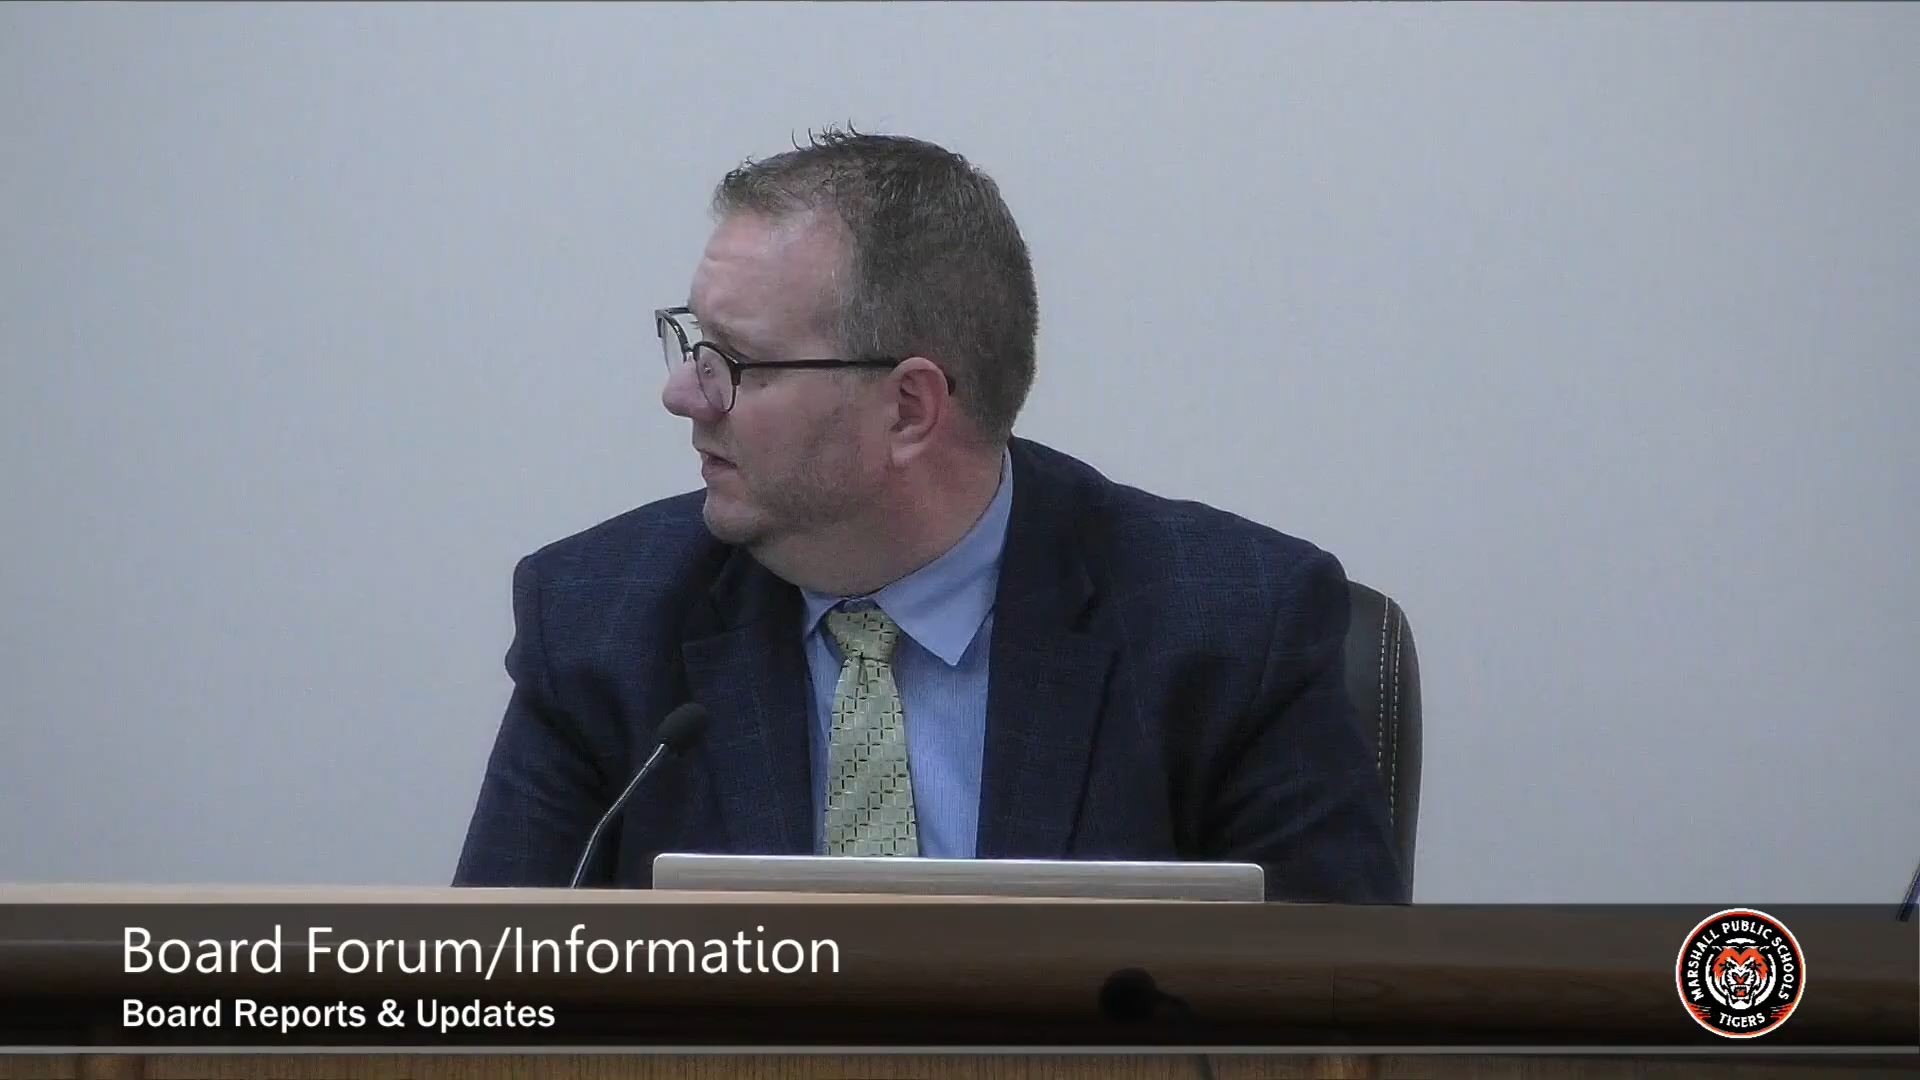 Board Forum/Information
Board Reports & Updates
MARSHALL PUBLIC SCHOOLS
TIGERS